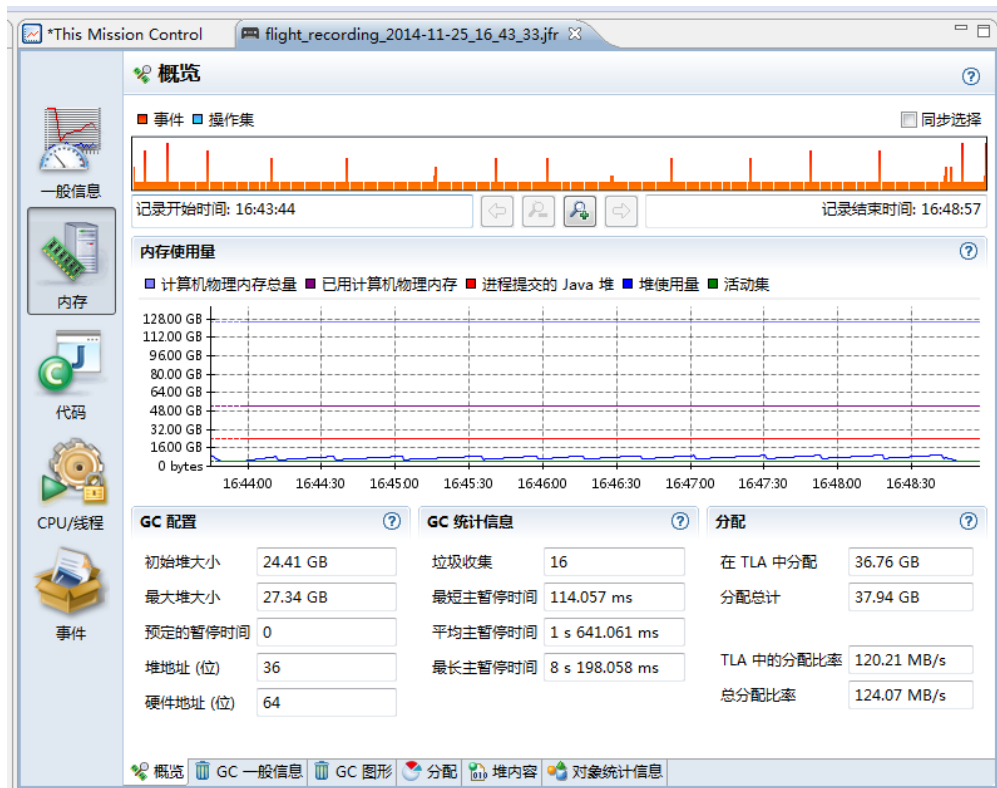 *This Mission Control flight_recording_2014-11-25_16_43_33.jfr
概览
事件 操作集 同步选择
记录开始时间: 16:43:44 记录结束时间: 16:48:57
一般信息
内存
代码
CPU/线程
事件
内存使用量
计算机物理内存总量 已用计算机物理内存 进程提交的 Java 堆 堆使用量 活动集
128.00 GB
112.00 GB
96.00 GB
80.00 GB
64.00 GB
48.00 GB
32.00 GB
16.00 GB
0 bytes
16:44:00 16:44:30 16:45:00 16:45:30 16:46:00 16:46:30 16:47:00 16:47:30 16:48:00 16:48:30
GC 配置
初始堆大小 24.41 GB
最大堆大小 27.34 GB
预定的暂停时间 0
堆地址 (位) 36
硬件地址 (位) 64
GC 统计信息
垃圾收集 16
最短主暂停时间 114.057 ms
平均主暂停时间 1 s 641.061 ms
最长主暂停时间 8 s 198.058 ms
分配
在 TLA 中分配 36.76 GB
分配总计 37.94 GB
TLA 中的分配比率 120.21 MB/s
总分配比率 124.07 MB/s
概览 GC 一般信息 GC 图形 分配 堆内容 对象统计信息